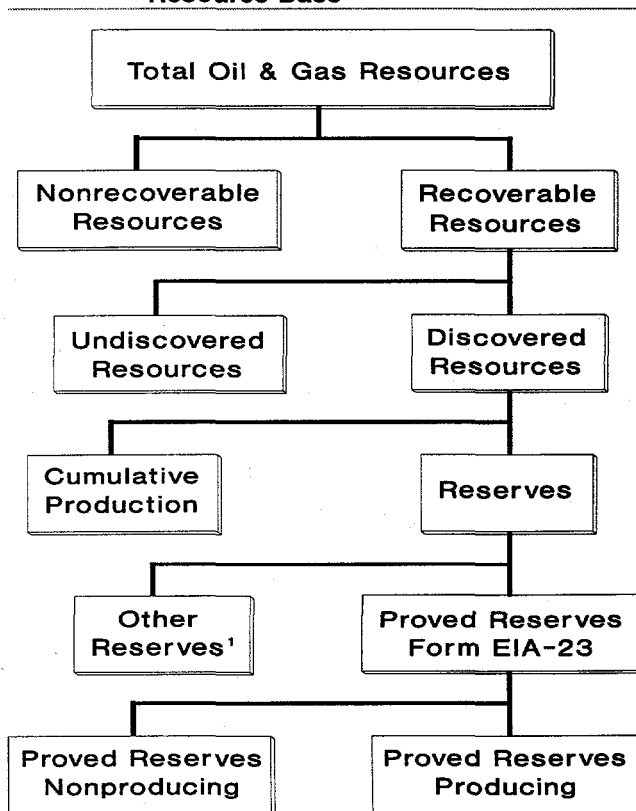 Resource Base
Total Oil & Gas Resources
Nonrecoverable
Resources
Recoverable
Resources
Undiscovered
Resources
Discovered
Resources
Cumulative
Production
Reserves
Other
Reserves¹
Proved Reserves
Form EIA-23
Proved Reserves
Nonproducing
Proved Reserves
Producing